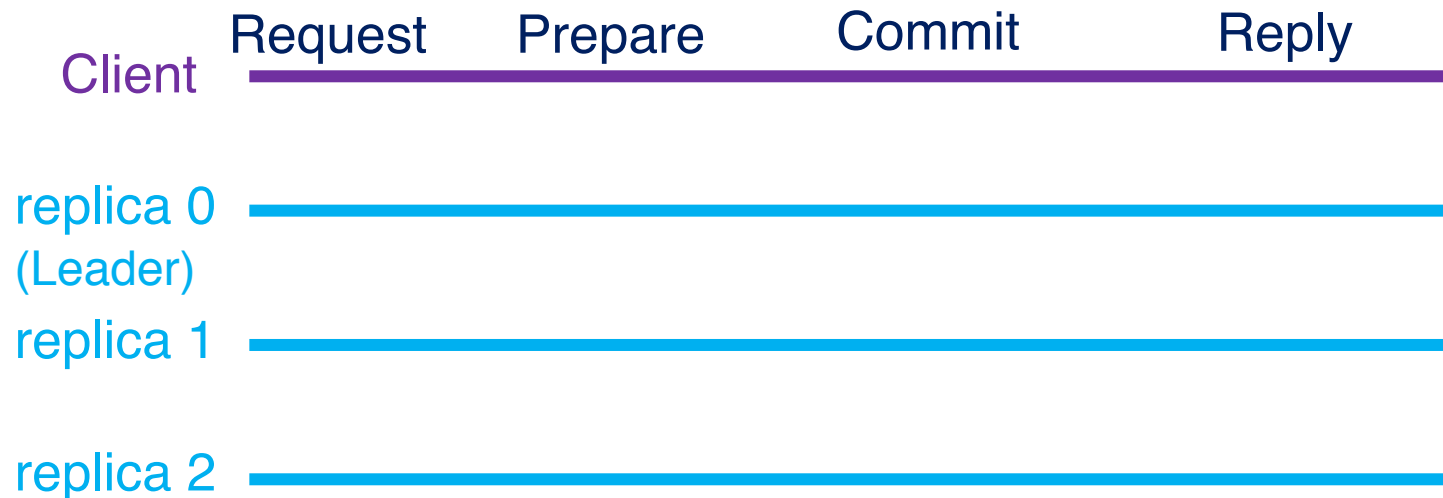 Request Prepare Commit Reply
Client
replica 0
(Leader)
replica 1
replica 2